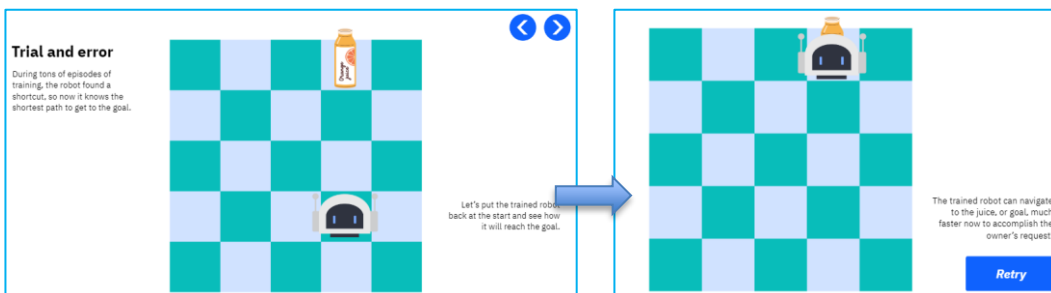 Trial and error
During tons of episodes of
training, the robot found a
shortcut, so now it knows the
shortest path to get to the goal.
Orange
juice
Let's put the trained robot
back at the start and see how
it will reach the goal.
The trained robot can navigate
to the juice, or goal, much
faster now to accomplish the
owner's request
Retry